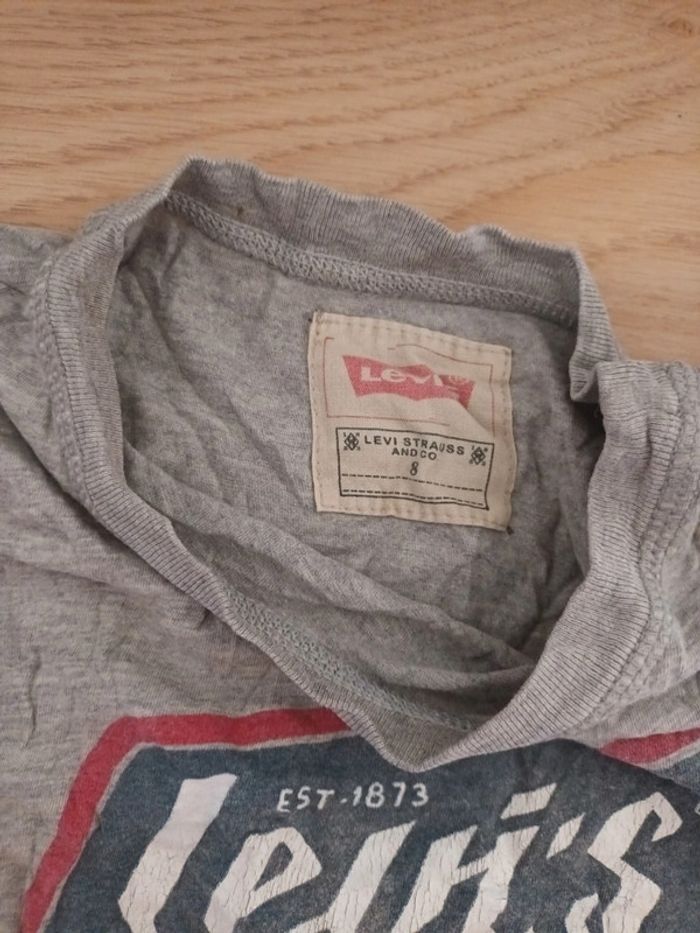 Levi's
LEVI STRAUSS
AND CO
8
EST.1873
Levi's